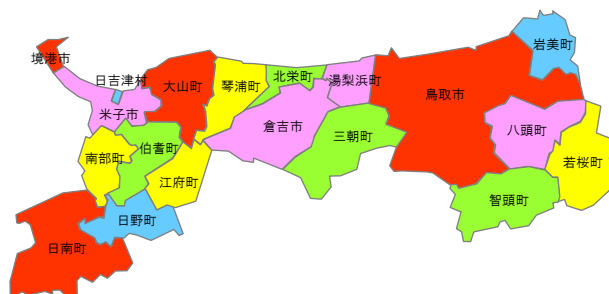 岩美町
境港市
日吉津村
大山町
琴浦町
北栄町
湯梨浜町
鳥取市
米子市
倉吉市
三朝町
八頭町
南部町
伯耆町
江府町
若桜町
智頭町
日野町
日南町